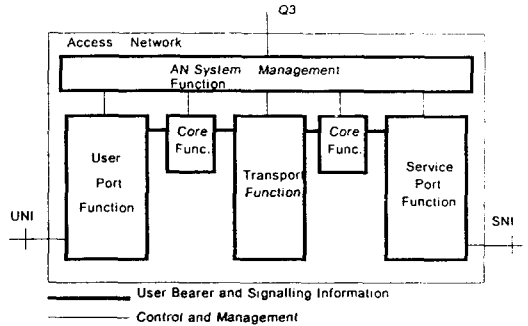 Q3
Access Network
AN System Management
Function
User
Port
Function
Core
Func.
Transport
Function
Core
Func.
Service
Port
Function
UNI
SNI
User Bearer and Signalling Information
Control and Management